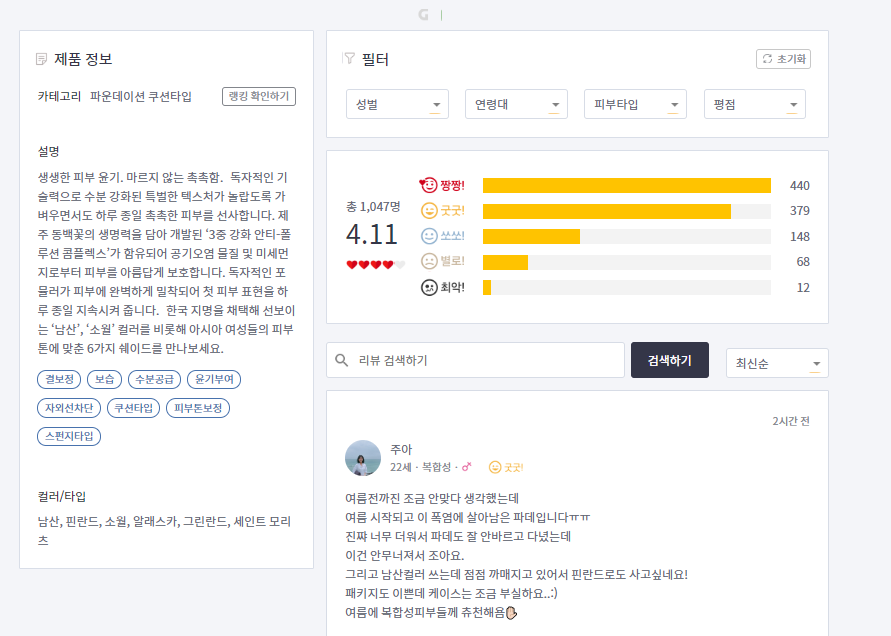 G |
제품 정보
카테고리 파운데이션 쿠션타입 랭킹 확인하기
설명
생생한 피부 윤기. 마르지 않는 촉촉함. 독자적인 기
술력으로 수분 강화된 특별한 텍스처가 놀랍도록 가
벼우면서도 하루 종일 촉촉한 피부를 선사합니다. 제
주 동백꽃의 생명력을 담아 개발된 ‘3중 강화 안티-폴
루션 콤플렉스’가 함유되어 공기오염 물질 및 미세먼
지로부터 피부를 아름답게 보호합니다. 독자적인 포
뮬러가 피부에 완벽하게 밀착되어 첫 피부 표현을 하
루 종일 지속시켜 줍니다. 한국 지명을 채택해 선보이
는 ‘남산’, ‘소월’ 컬러를 비롯해 아시아 여성들의 피부
톤에 맞춘 6가지 쉐이드를 만나보세요.
결보정 보습 수분공급 윤기부여
자외선차단 쿠션타입 피부톤보정
스펀지타입
컬러/타입
남산, 핀란드, 소월, 알래스카, 그린란드, 세인트 모리
츠
필터 초기화
성별 연령대 피부타입 평점
총 1,047명
4.11
짱짱! 440
굿굿! 379
쏘쏘! 148
별로! 68
최악! 12
리뷰 검색하기 검색하기 최신순
2시간 전
주아
22세 · 복합성 · ♂ 굿굿!
여름전까진 조금 안맞다 생각했는데
여름 시작되고 이 폭염에 살아남은 파데입니다ㅠㅠ
진짜 너무 더워서 파데도 잘 안바르고 다녔는데
이건 안무너져서 조아요.
그리고 남산컬러 쓰는데 점점 까매지고 있어서 핀란드로도 사고싶네요!
패키지도 이쁜데 케이스는 조금 부실하요..:)
여름에 복합성피부들께 츄천해욤